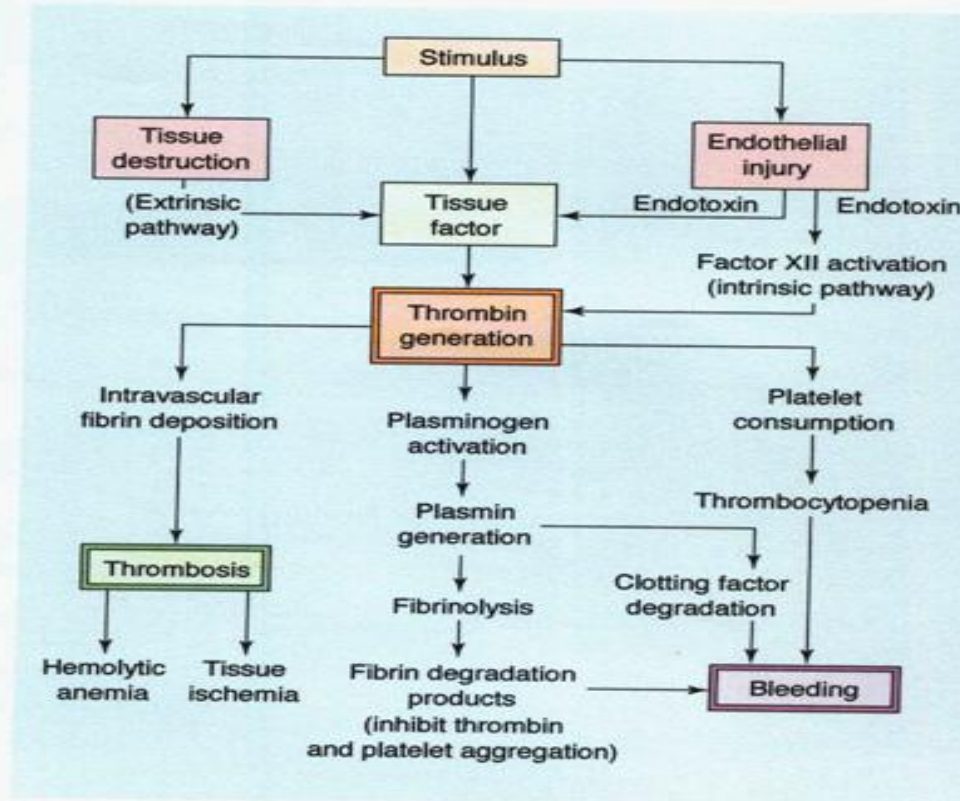 Stimulus
Tissue
destruction
Endothelial
injury
(Extrinsic
pathway)
Tissue
factor
Endotoxin
Endotoxin
Factor XII activation
(intrinsic pathway)
Thrombin
generation
Intravascular
fibrin deposition
Plasminogen
activation
Platelet
consumption
Plasmin
generation
Thrombocytopenia
Thrombosis
Fibrinolysis
Clotting factor
degradation
Hemolytic
anemia
Tissue
ischemia
Fibrin degradation
products
(inhibit thrombin
and platelet aggregation)
Bleeding